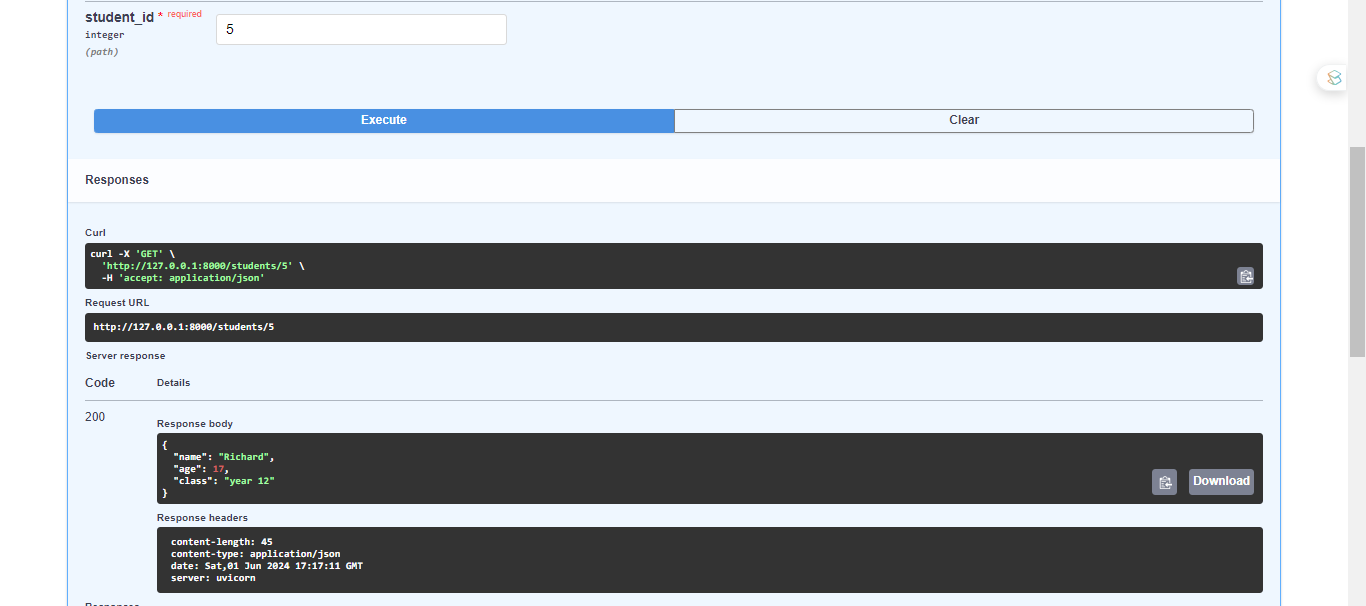 student_id * required
integer
(path)
5
Execute
Clear
Responses
Curl
curl -X 'GET' \
'http://127.0.0.1:8000/students/5' \
-H 'accept: application/json'
Request URL
http://127.0.0.1:8000/students/5
Server response
Code Details
200
Response body
{
"name": "Richard",
"age": 17,
"class": "year 12"
}
Download
Response headers
content-length: 45
content-type: application/json
date: Sat,01 Jun 2024 17:17:11 GMT
server: uvicorn
Responses